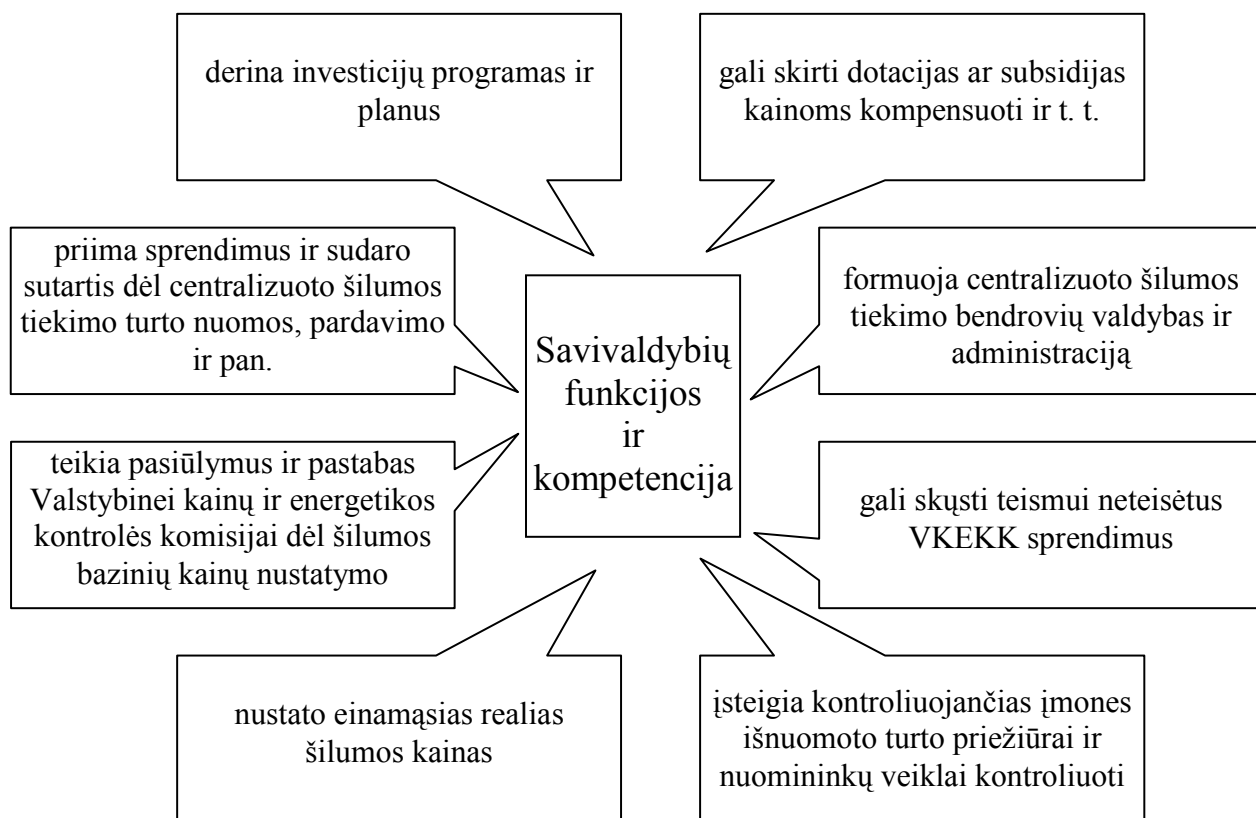 derina investicijų programas ir
planus
gali skirti dotacijas ar subsidijas
kainoms kompensuoti ir t. t.
priima sprendimus ir sudaro
sutartis dėl centralizuoto šilumos
tiekimo turto nuomos, pardavimo
ir pan.
Savivaldybių
funkcijos
ir
kompetencija
formuoja centralizuoto šilumos
tiekimo bendrovių valdybas ir
administraciją
teikia pasiūlymus ir pastabas
Valstybinei kainų ir energetikos
kontrolės komisijai dėl šilumos
bazinių kainų nustatymo
gali skųsti teismui neteisėtus
VKEKK sprendimus
nustato einamąsias realias
šilumos kainas
įsteigia kontroliuojančias įmones
išnuomoto turto priežiūrai ir
nuomininkų veiklai kontroliuoti